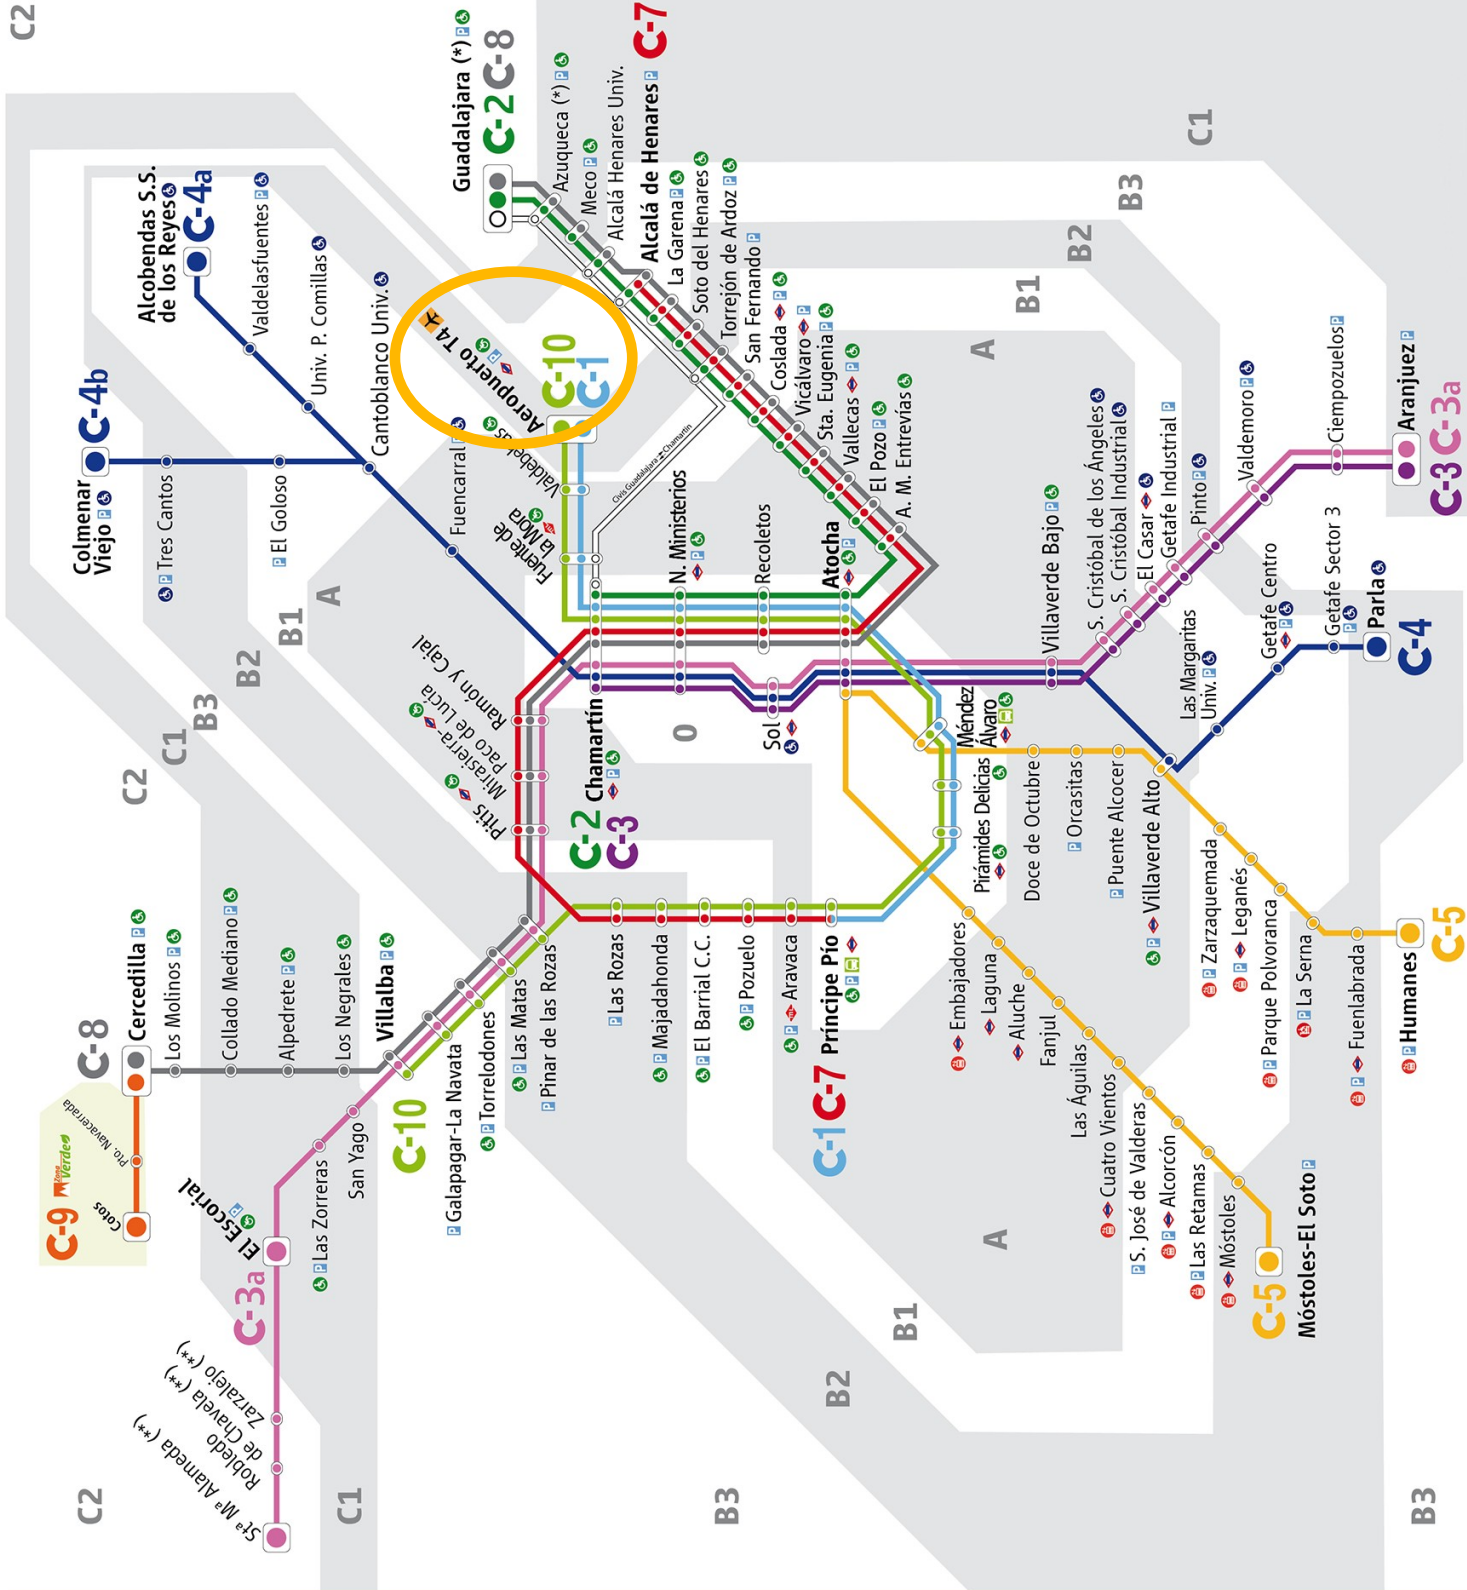 C2
C-4b
Colmenar
Viejo
Tres Cantos
El Goloso
Alcobendas S.S.
de los Reyes
C-4a
Valdelasfuentes
Univ. P. Comillas
Cantoblanco Univ.
Fuencarral
Guadalajara (*)
C-2 C-8
Azuqueca (*)
Meco
Alcalá Henares Univ.
Alcalá de Henares
C-7
La Garena
Soto del Henares
Torrejón de Ardoz
San Fernando
Coslada
Vicálvaro
Sta. Eugenia
Vallecas
El Pozo
A. M. Entrevías
Aeropuerto T4
C-10
C-1
Valdebebas
Fuente de
la Mora
Civis Guadalajara Chamartín
N. Ministerios
Recoletos
Atocha
Sol
Chamartín
C-2
C-3
Ramón y Cajal
Mirasierra-
Paco de Lucía
Pitis
Méndez
Álvaro
Delicias
Pirámides
Príncipe Pío
C-1 C-7
Aravaca
Pozuelo
El Barrial C.C.
Majadahonda
Las Rozas
Pinar de las Rozas
Las Matas
Torrelodones
Galapagar-La Navata
C-10
Villalba
Los Negrales
Alpedrete
Collado Mediano
Los Molinos
Cercedilla
C-8
Pto. Navacerrada
Cotos
C-9
Zona
Verde
San Yago
Las Zorreras
El Escorial
C-3a
Zarzalejo (**)
Robledo
de Chavela (**)
Stª Mª Alameda (**)
Villaverde Bajo
S. Cristóbal de los Ángeles
S. Cristóbal Industrial
El Casar
Getafe Industrial
Pinto
Valdemoro
Ciempozuelos
Aranjuez
C-3 C-3a
Las Margaritas
Univ.
Getafe Centro
Getafe Sector 3
Parla
C-4
Doce de Octubre
Orcasitas
Puente Alcocer
Villaverde Alto
Zarzaquemada
Leganés
Parque Polvoranca
La Serna
Fuenlabrada
Humanes
C-5
Embajadores
Laguna
Aluche
Fanjul
Las Águilas
Cuatro Vientos
S. José de Valderas
Alcorcón
Las Retamas
Móstoles
Móstoles-El Soto
C-5
0
A
B1
B2
B3
C1
C2
A
B1
B2
B3
C1
A
B1
B2
B3
C1
C2
B3